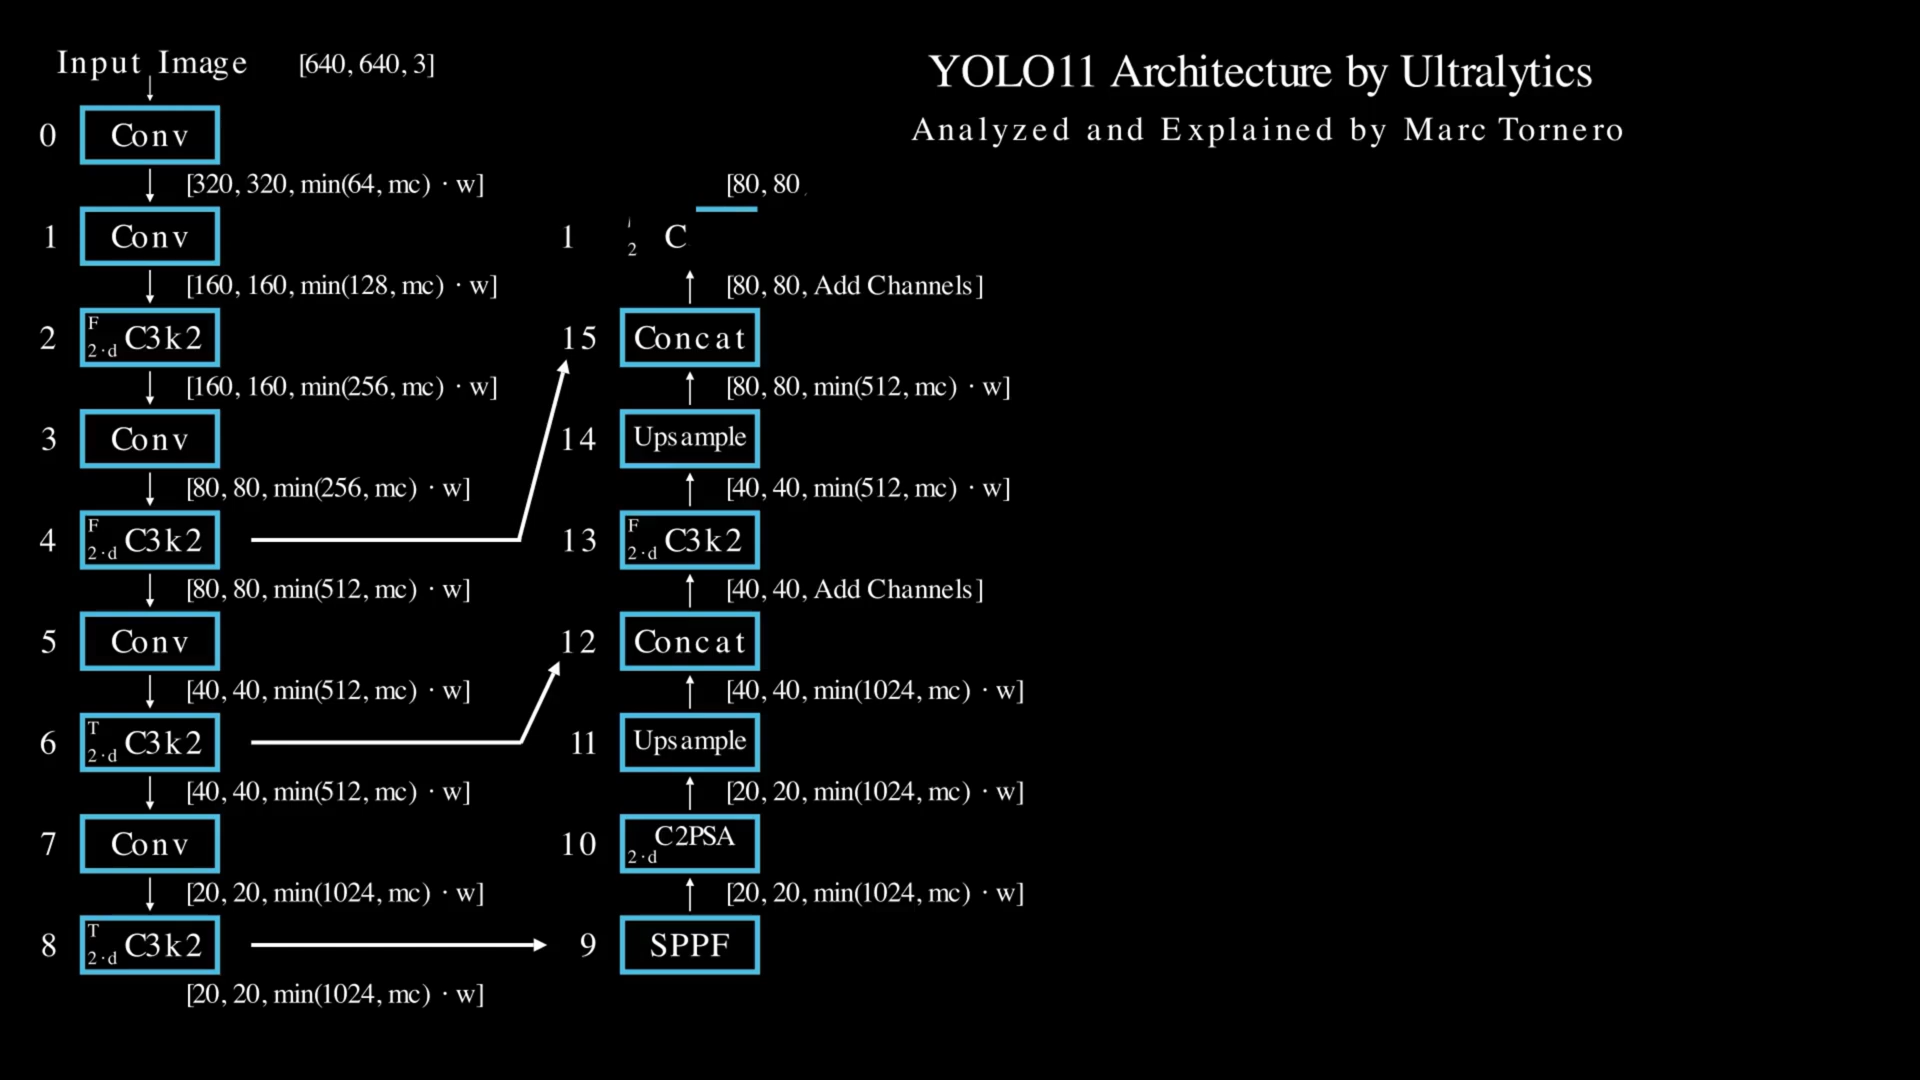 Input Image [640, 640, 3]
YOLO11 Architecture by Ultralytics
Analyzed and Explained by Marc Tornero
0 Conv
[320, 320, min(64, mc) · w]
1 Conv
[160, 160, min(128, mc) · w]
2 F 2·d C3k2
[160, 160, min(256, mc) · w]
3 Conv
[80, 80, min(256, mc) · w]
4 F 2·d C3k2
[80, 80, min(512, mc) · w]
5 Conv
[40, 40, min(512, mc) · w]
6 T 2·d C3k2
[40, 40, min(512, mc) · w]
7 Conv
[20, 20, min(1024, mc) · w]
8 T 2·d C3k2
[20, 20, min(1024, mc) · w]
[80, 80
1 2 C
[80, 80, Add Channels]
15 Concat
[80, 80, min(512, mc) · w]
14 Upsample
[40, 40, min(512, mc) · w]
13 F 2·d C3k2
[40, 40, Add Channels]
12 Concat
[40, 40, min(1024, mc) · w]
11 Upsample
[20, 20, min(1024, mc) · w]
10 2·d C2PSA
[20, 20, min(1024, mc) · w]
9 SPPF